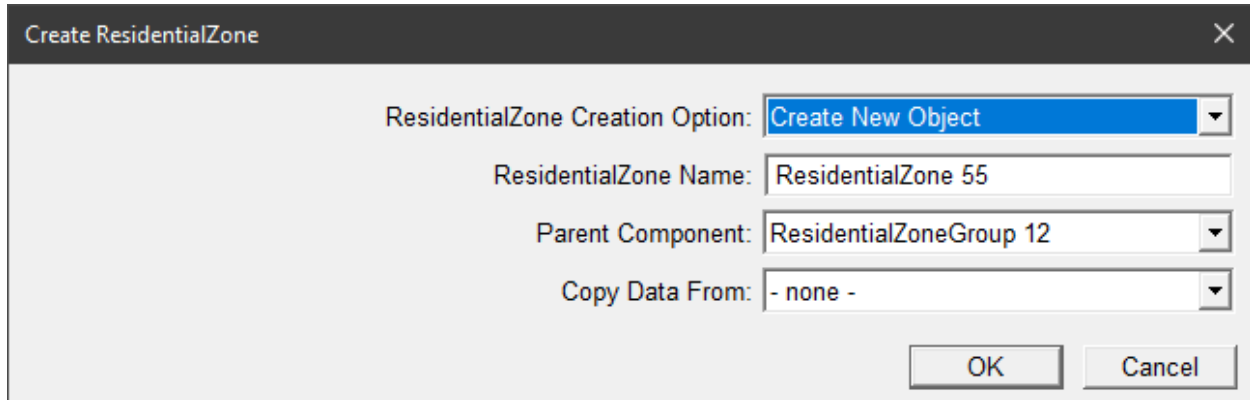 Create ResidentialZone
ResidentialZone Creation Option: Create New Object
ResidentialZone Name: ResidentialZone 55
Parent Component: ResidentialZoneGroup 12
Copy Data From: - none -
OK Cancel